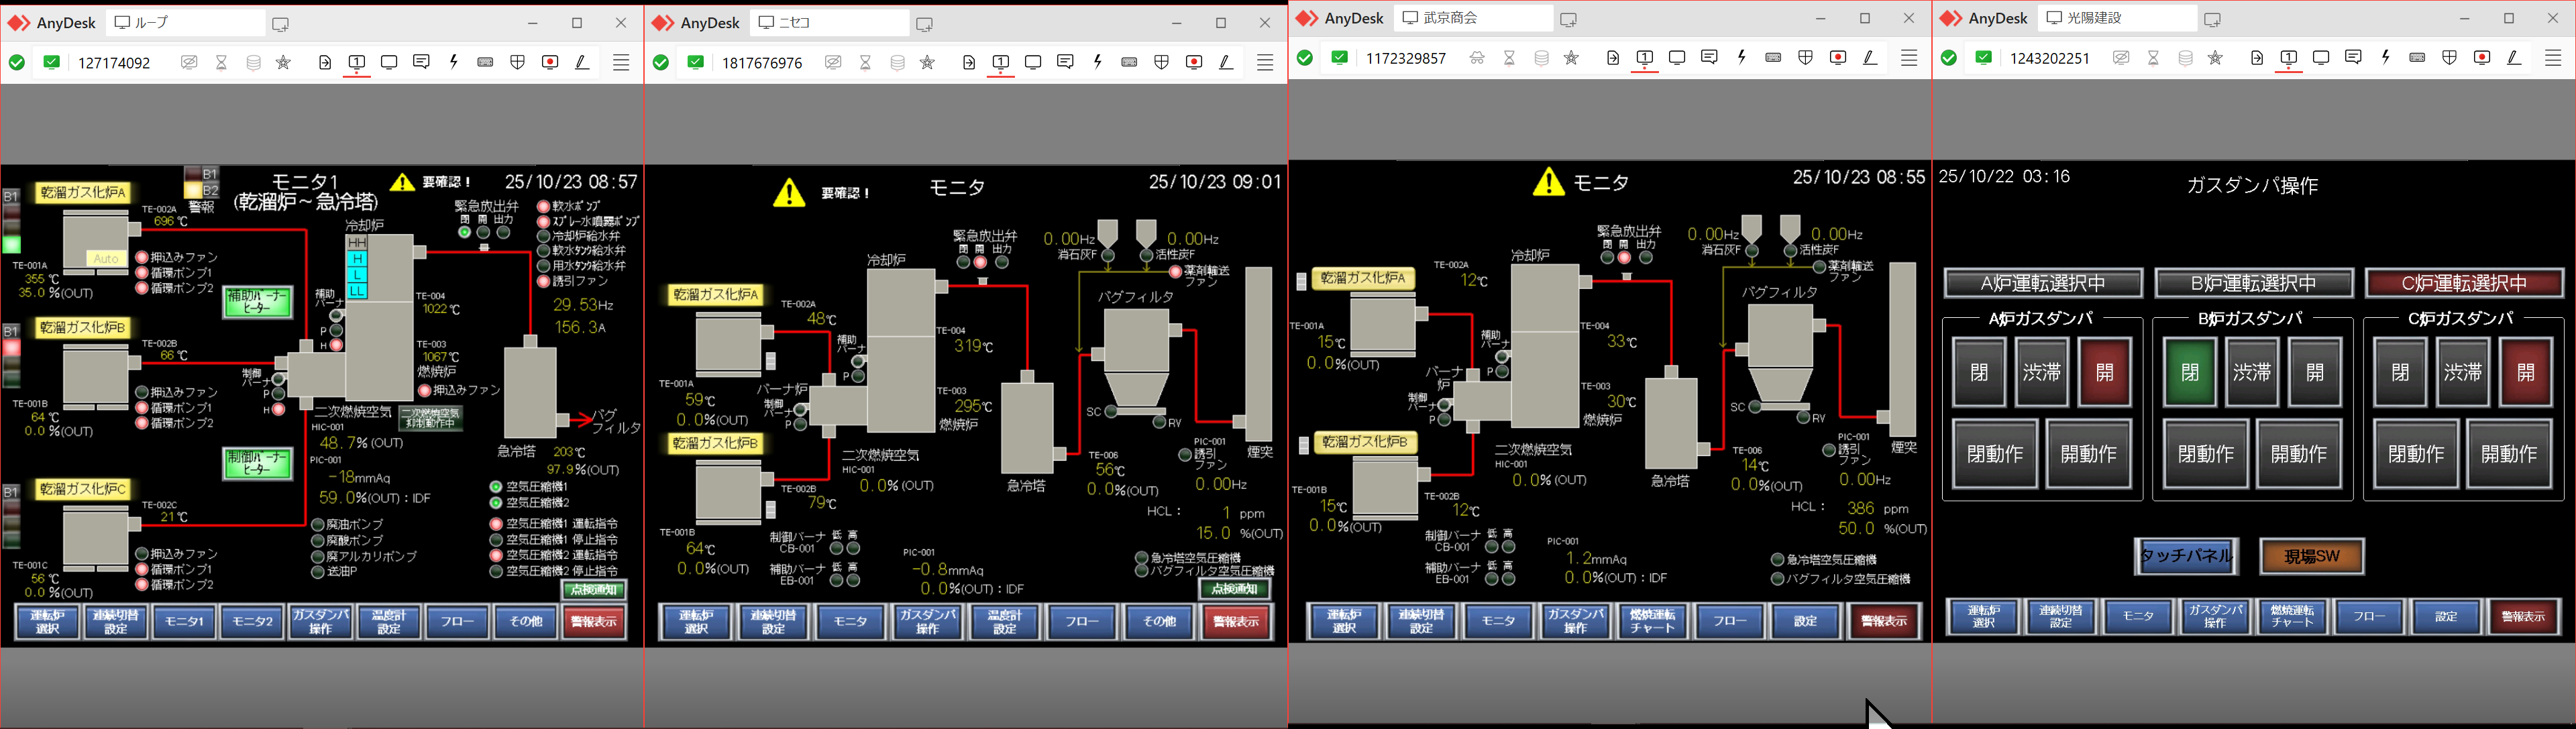 AnyDesk ループ
127174092
モニタ1
(乾溜炉～急冷塔)
要確認！
25/10/23 08:57
B1
B2
警報
B1
乾溜ガス化炉A
TE-002A
696 ℃
Auto
押込みファン
循環ポンプ1
循環ポンプ2
TE-001A
355 ℃
35.0 %(OUT)
補助バーナー
ヒーター
冷却炉
HH
H
L
LL
緊急放出弁
閉 開 出力
軟水ポンプ
スプレー水噴霧ポンプ
冷却炉給水弁
軟水タンク給水弁
用水タンク給水弁
誘引ファン
29.53Hz
156.3A
補助
バーナ
P
H
TE-004
1022 ℃
TE-003
1067℃
燃焼炉
押込みファン
B1
乾溜ガス化炉B
TE-002B
66 ℃
押込みファン
循環ポンプ1
循環ポンプ2
TE-001B
64 ℃
0.0 %(OUT)
制御
バーナ
P
H
二次燃焼空気
HIC-001
48.7% (OUT)
二次燃焼空気
抑制動作中
PIC-001
-18mmAq
59.0%(OUT)：IDF
制御バーナー
ヒーター
バグ
フィルタ
急冷塔
203℃
97.9%(OUT)
空気圧縮機1
空気圧縮機2
空気圧縮機1 運転指令
空気圧縮機1 停止指令
空気圧縮機2 運転指令
空気圧縮機2 停止指令
B1
乾溜ガス化炉C
TE-002C
21 ℃
押込みファン
循環ポンプ1
循環ポンプ2
TE-001C
56 ℃
0.0 %(OUT)
廃油ポンプ
廃酸ポンプ
廃アルカリポンプ
送油P
点検通知
運転炉
選択
連続切替
設定
モニタ1
モニタ2
ガスダンパ
操作
温度計
設定
フロー
その他
警報表示
AnyDesk ニセコ
1817676976
要確認！
モニタ
25/10/23 09:01
乾溜ガス化炉A
TE-002A
48℃
TE-001A
59℃
0.0%(OUT)
乾溜ガス化炉B
TE-002B
79℃
TE-001B
64℃
0.0%(OUT)
冷却炉
緊急放出弁
閉 開 出力
0.00Hz
消石灰F
0.00Hz
活性炭F
薬剤輸送
ファン
バグフィルタ
TE-004
319℃
TE-003
295℃
燃焼炉
補助
バーナ
P
バーナ炉
制御
バーナ
P
二次燃焼空気
HIC-001
0.0% (OUT)
急冷塔
SC
RV
TE-006
56℃
0.0%(OUT)
PIC-001
誘引
ファン
0.00Hz
煙突
HCL： 1 ppm
15.0 %(OUT)
制御バーナ 低 高
CB-001
補助バーナ 低 高
EB-001
PIC-001
-0.8mmAq
0.0%(OUT)：IDF
急冷塔空気圧縮機
バグフィルタ空気圧縮機
点検通知
運転炉
選択
連続切替
設定
モニタ
ガスダンパ
操作
温度計
設定
フロー
その他
警報表示
AnyDesk 武京商会
1172329857
モニタ
25/10/23 08:55
乾溜ガス化炉A
TE-002A
12℃
TE-001A
15℃
0.0%(OUT)
乾溜ガス化炉B
TE-002B
12℃
TE-001B
15℃
0.0%(OUT)
冷却炉
緊急放出弁
閉 開 出力
0.00Hz
消石灰F
0.00Hz
活性炭F
薬剤輸送
ファン
バグフィルタ
TE-004
33℃
TE-003
30℃
燃焼炉
補助
バーナ
P
バーナ
炉
制御
バーナ
P
二次燃焼空気
HIC-001
0.0% (OUT)
急冷塔
SC
RV
TE-006
14℃
0.0%(OUT)
PIC-001
誘引
ファン
0.00Hz
煙突
HCL： 386 ppm
50.0 %(OUT)
制御バーナ 低 高
CB-001
補助バーナ 低 高
EB-001
PIC-001
1.2mmAq
0.0%(OUT)：IDF
急冷塔空気圧縮機
バグフィルタ空気圧縮機
運転炉
選択
連続切替
設定
モニタ
ガスダンパ
操作
燃焼運転
チャート
フロー
設定
警報表示
AnyDesk 光陽建設
1243202251
25/10/22 03:16
ガスダンパ操作
A炉運転選択中
B炉運転選択中
C炉運転選択中
A炉ガスダンパ
閉 渋滞 開
閉動作 開動作
B炉ガスダンパ
閉 渋滞 開
閉動作 開動作
C炉ガスダンパ
閉 渋滞 開
閉動作 開動作
タッチパネル
現場SW
運転炉
選択
連続切替
設定
モニタ
ガスダンパ
操作
燃焼運転
チャート
フロー
設定
警報表示